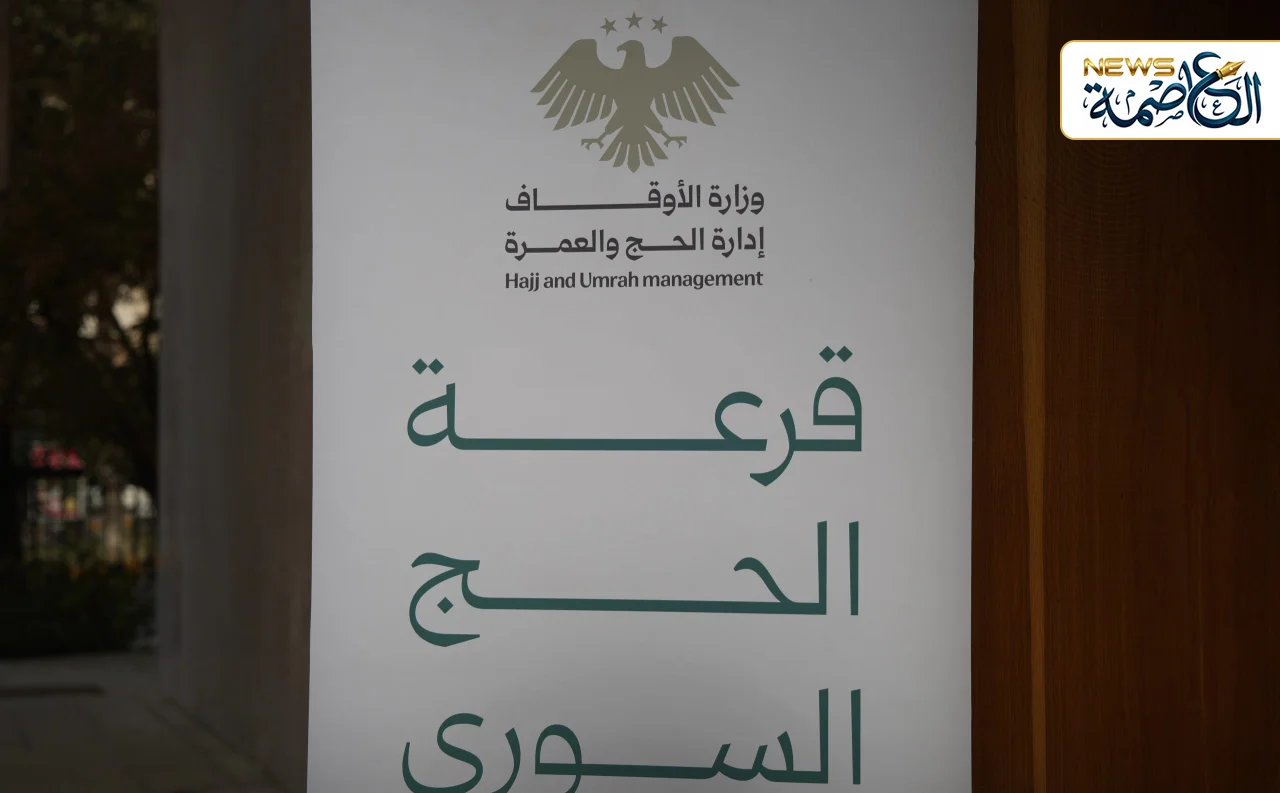 NEWS
العاصمة
وزارة الأوقاف
إدارة الحج والعمرة
Hajj and Umrah management
قرعة
الحج
السوري